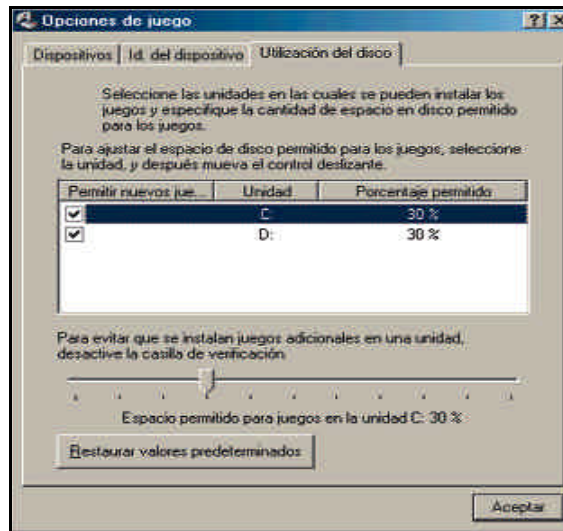 Opciones de juego
Dispositivos Id. del dispositivo Utilización del disco
Seleccione las unidades en las cuales se pueden instalar los
juegos y especifique la cantidad de espacio en disco permitido
para los juegos.
Para ajustar el espacio de disco permitido para los juegos, seleccione
la unidad, y después mueva el control deslizante.
Permitir nuevos jue... Unidad Porcentaje permitido
C: 30 %
D: 30 %
Para evitar que se instalan juegos adicionales en una unidad,
desactive la casilla de verificación
Espacio permitido para juegos en la unidad C: 30 %
Restaurar valores predeterminados
Aceptar